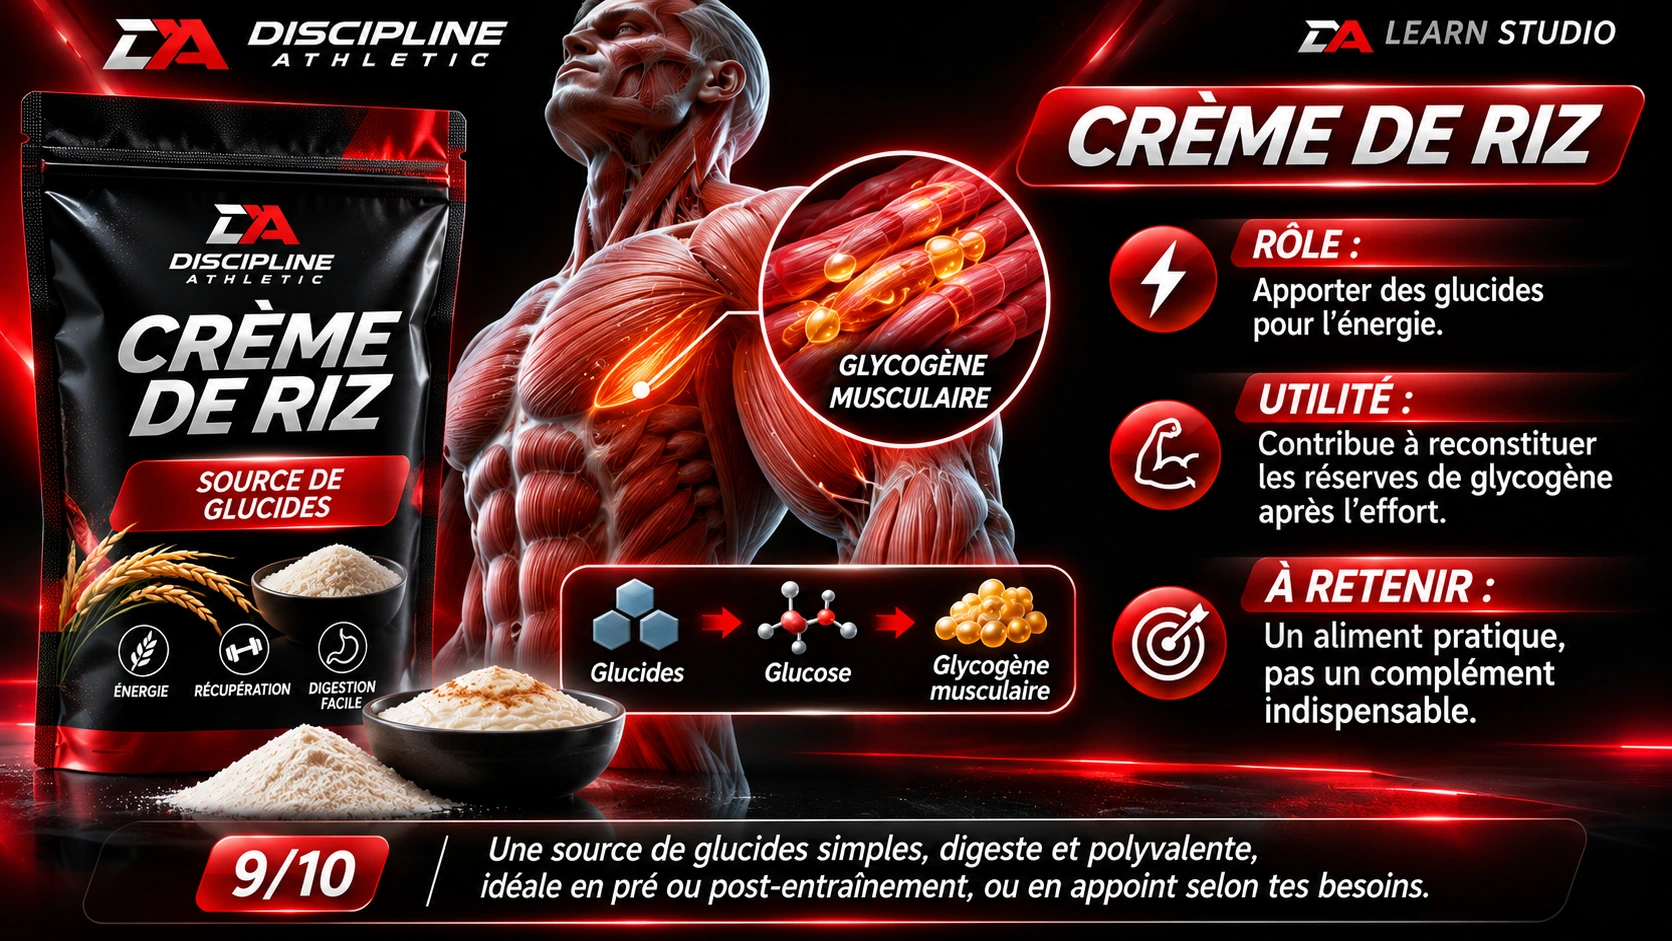 DA DISCIPLINE
ATHLETIC
DA LEARN STUDIO
DA
DISCIPLINE
ATHLETIC
CRÈME
DE RIZ
SOURCE DE
GLUCIDES
ÉNERGIE
RÉCUPÉRATION
DIGESTION
FACILE
GLYCOGÈNE
MUSCULAIRE
Glucides
Glucose
Glycogène
musculaire
CRÈME DE RIZ
RÔLE :
Apporter des glucides
pour l'énergie.
UTILITÉ :
Contribue à reconstituer
les réserves de glycogène
après l'effort.
À RETENIR :
Un aliment pratique,
pas un complément
indispensable.
9/10
Une source de glucides simples, digeste et polyvalente,
idéale en pré ou post-entraînement, ou en appoint selon tes besoins.